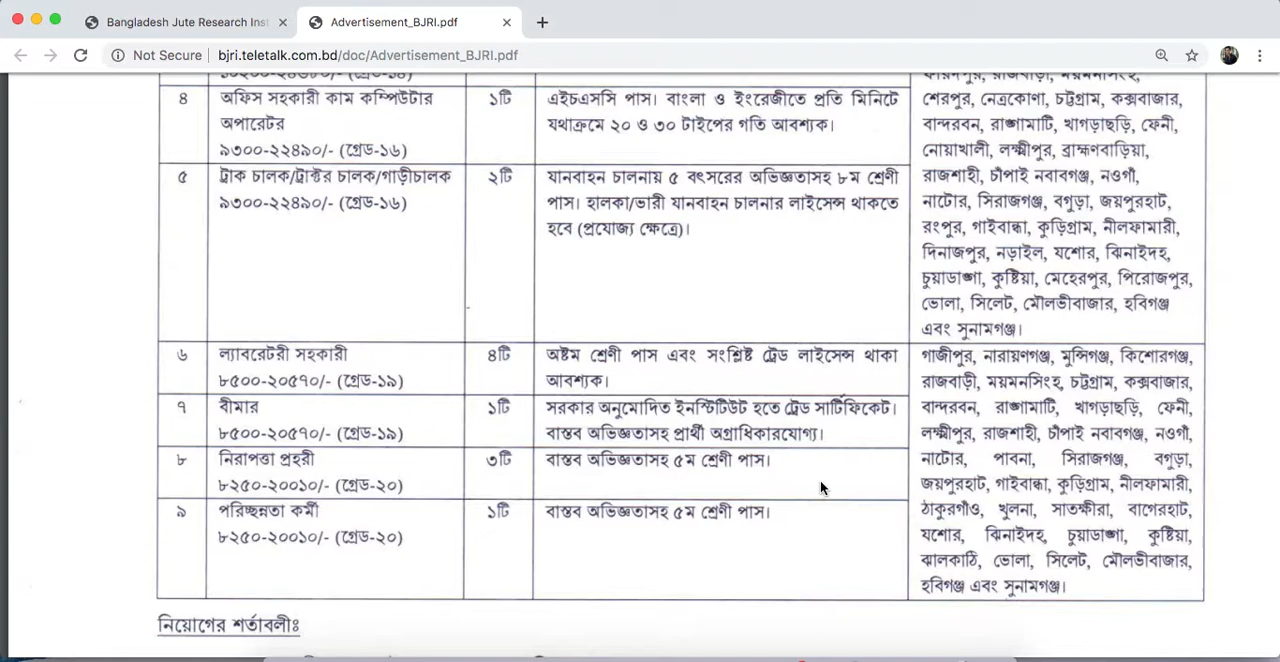 Bangladesh Jute Research Inst
Advertisement_BJRI.pdf
Not Secure bjri.teletalk.com.bd/doc/Advertisement_BJRI.pdf
৪ অফিস সহকারী কাম কম্পিউটার
অপারেটর
৯৩০০-২২৪৯০/- (গ্রেড-১৬)
১টি
এইচএসসি পাস। বাংলা ও ইংরেজীতে প্রতি মিনিটে
যথাক্রমে ২০ ও ৩০ টাইপের গতি আবশ্যক।
৫ ট্রাক চালক/ট্রাক্টর চালক/গাড়ীচালক
৯৩০০-২২৪৯০/- (গ্রেড-১৬)
২টি
যানবাহন চালনায় ৫ বৎসরের অভিজ্ঞতাসহ ৮ম শ্রেণী
পাস। হালকা/ভারী যানবাহন চালনার লাইসেন্স থাকতে
হবে (প্রযোজ্য ক্ষেত্রে)।
ফরিদপুর, রাজবাড়ী, ময়মনসিংহ,
শেরপুর, নেত্রকোণা, চট্টগ্রাম, কক্সবাজার,
বান্দরবন, রাঙ্গামাটি, খাগড়াছড়ি, ফেনী,
নোয়াখালী, লক্ষ্মীপুর, ব্রাহ্মণবাড়িয়া,
রাজশাহী, চাঁপাই নবাবগঞ্জ, নওগাঁ,
নাটোর, সিরাজগঞ্জ, বগুড়া, জয়পুরহাট,
রংপুর, গাইবান্ধা, কুড়িগ্রাম, নীলফামারী,
দিনাজপুর, নড়াইল, যশোর, ঝিনাইদহ,
চুয়াডাঙ্গা, কুষ্টিয়া, মেহেরপুর, পিরোজপুর,
ভোলা, সিলেট, মৌলভীবাজার, হবিগঞ্জ
এবং সুনামগঞ্জ।
৬ ল্যাবরেটরী সহকারী
৮৫০০-২০৫৭০/- (গ্রেড-১৯)
৪টি
অষ্টম শ্রেণী পাস এবং সংশ্লিষ্ট ট্রেড লাইসেন্স থাকা
আবশ্যক।
৭ বীমার
৮৫০০-২০৫৭০/- (গ্রেড-১৯)
১টি
সরকার অনুমোদিত ইনস্টিটিউট হতে ট্রেড সার্টিফিকেট।
বাস্তব অভিজ্ঞতাসহ প্রার্থী অগ্রাধিকারযোগ্য।
৮ নিরাপত্তা প্রহরী
৮২৫০-২০০১০/- (গ্রেড-২০)
৩টি
বাস্তব অভিজ্ঞতাসহ ৫ম শ্রেণী পাস।
৯ পরিচ্ছন্নতা কর্মী
৮২৫০-২০০১০/- (গ্রেড-২০)
১টি
বাস্তব অভিজ্ঞতাসহ ৫ম শ্রেণী পাস।
গাজীপুর, নারায়ণগঞ্জ, মুন্সিগঞ্জ, কিশোরগঞ্জ,
রাজবাড়ী, ময়মনসিংহ, চট্টগ্রাম, কক্সবাজার,
বান্দরবন, রাঙ্গামাটি, খাগড়াছড়ি, ফেনী,
লক্ষ্মীপুর, রাজশাহী, চাঁপাই নবাবগঞ্জ, নওগাঁ,
নাটোর, পাবনা, সিরাজগঞ্জ, বগুড়া,
জয়পুরহাট, গাইবান্ধা, কুড়িগ্রাম, নীলফামারী,
ঠাকুরগাঁও, খুলনা, সাতক্ষীরা, বাগেরহাট,
যশোর, ঝিনাইদহ, চুয়াডাঙ্গা, কুষ্টিয়া,
ঝালকাঠি, ভোলা, সিলেট, মৌলভীবাজার,
হবিগঞ্জ এবং সুনামগঞ্জ।
নিয়োগের শর্তাবলীঃ